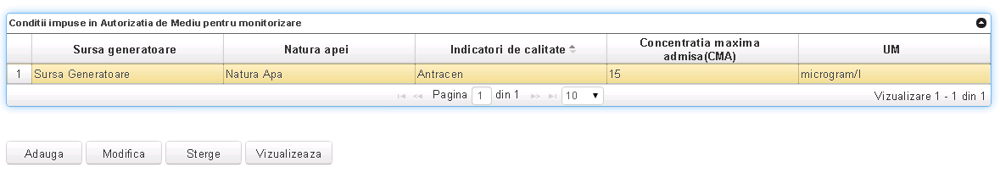 Conditii impuse in Autorizatia de Mediu pentru monitorizare
Sursa generatoare Natura apei Indicatori de calitate Concentratia maxima admisa(CMA) UM
1 Sursa Generatoare Natura Apa Antracen 15 microgram/l
Pagina 1 din 1 10 Vizualizare 1 - 1 din 1
Adauga Modifica Sterge Vizualizeaza